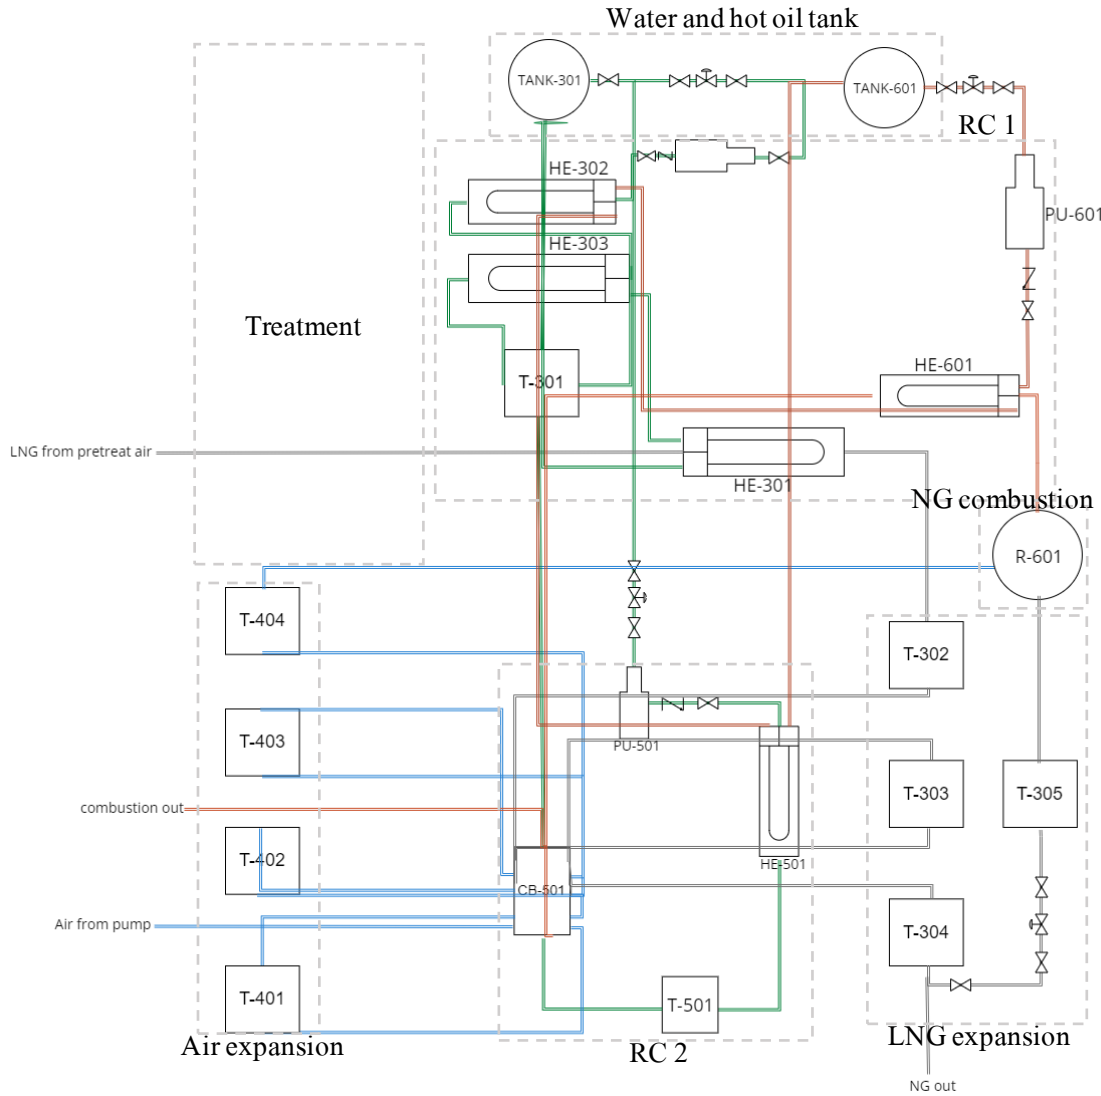 Water and hot oil tank
TANK-301
TANK-601
RC 1
HE-302
PU-601
HE-303
Treatment
HE-601
T-301
LNG from pretreat air
HE-301
NG combustion
R-601
T-404
T-302
T-403
PU-501
T-303
T-305
combustion out
T-402
HE-501
CB-501
Air from pump
T-304
T-401
T-501
Air expansion
RC 2
LNG expansion
NG out